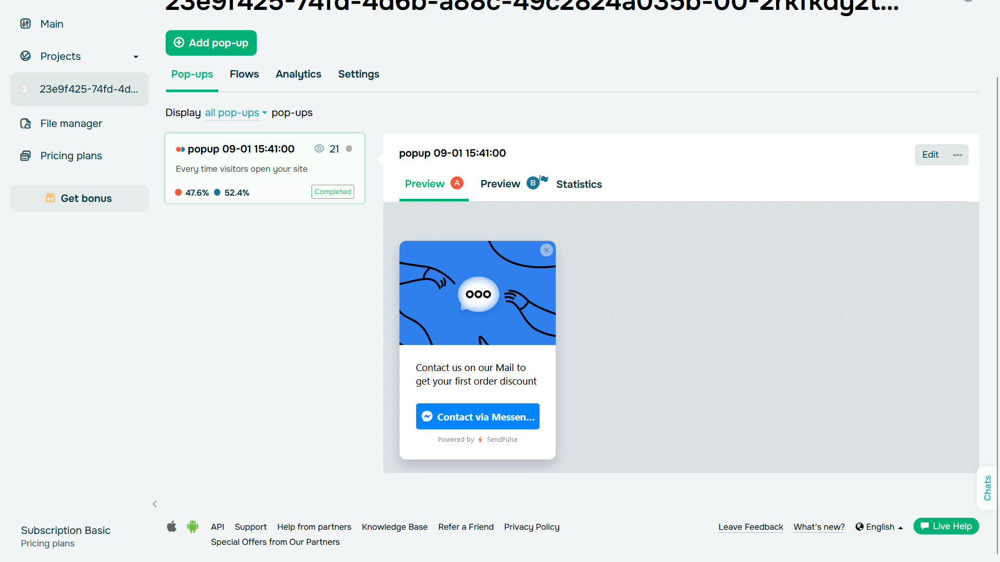 23e9f425-74fd-4d6b-a88c-49c2824a035b-00-2rkfkdy2t...
Main
Projects
2 23e9f425-74fd-4d...
File manager
Pricing plans
Get bonus
Add pop-up
Pop-ups Flows Analytics Settings
Display all pop-ups pop-ups
popup 09-01 15:41:00 21
Every time visitors open your site
47.6% 52.4% Completed
popup 09-01 15:41:00
Edit
Preview A Preview B Statistics
Contact us on our Mail to
get your first order discount
Contact via Messen...
Powered by SendPulse
Chats
Subscription Basic
Pricing plans
API Support Help from partners Knowledge Base Refer a Friend Privacy Policy
Special Offers from Our Partners
Leave Feedback What's new? English Live Help